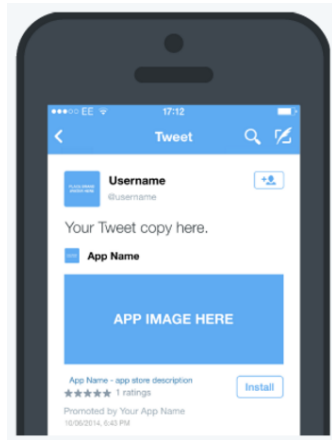 EE 17:12
Tweet
Username
@username
Your Tweet copy here.
App Name
APP IMAGE HERE
App Name - app store description
1 ratings
Install
Promoted by Your App Name
10/06/2014, 6:43 PM